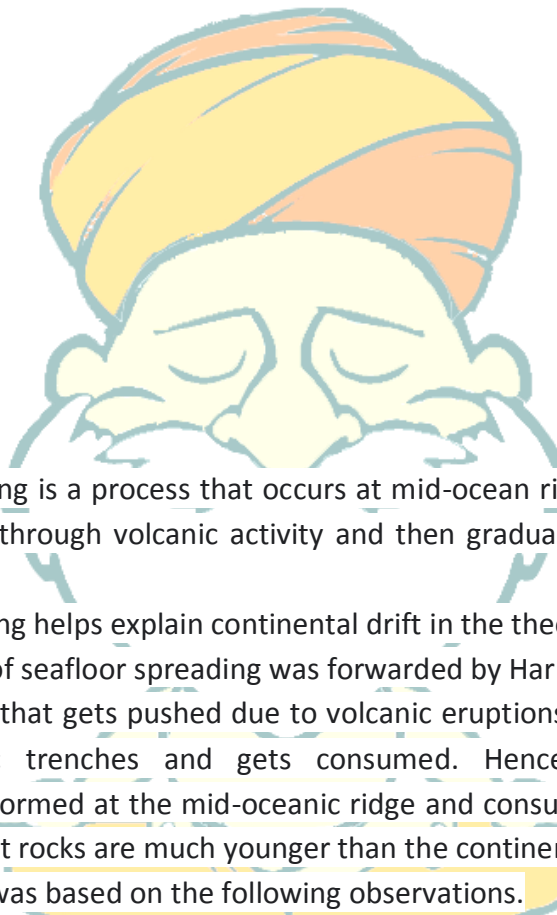 ng is a process that occurs at mid-ocean ri
through volcanic activity and then gradua
ng helps explain continental drift in the theo
of seafloor spreading was forwarded by Har
that gets pushed due to volcanic eruptions
trenches and gets consumed. Hence
ormed at the mid-oceanic ridge and consu
t rocks are much younger than the contine
was based on the following observations.